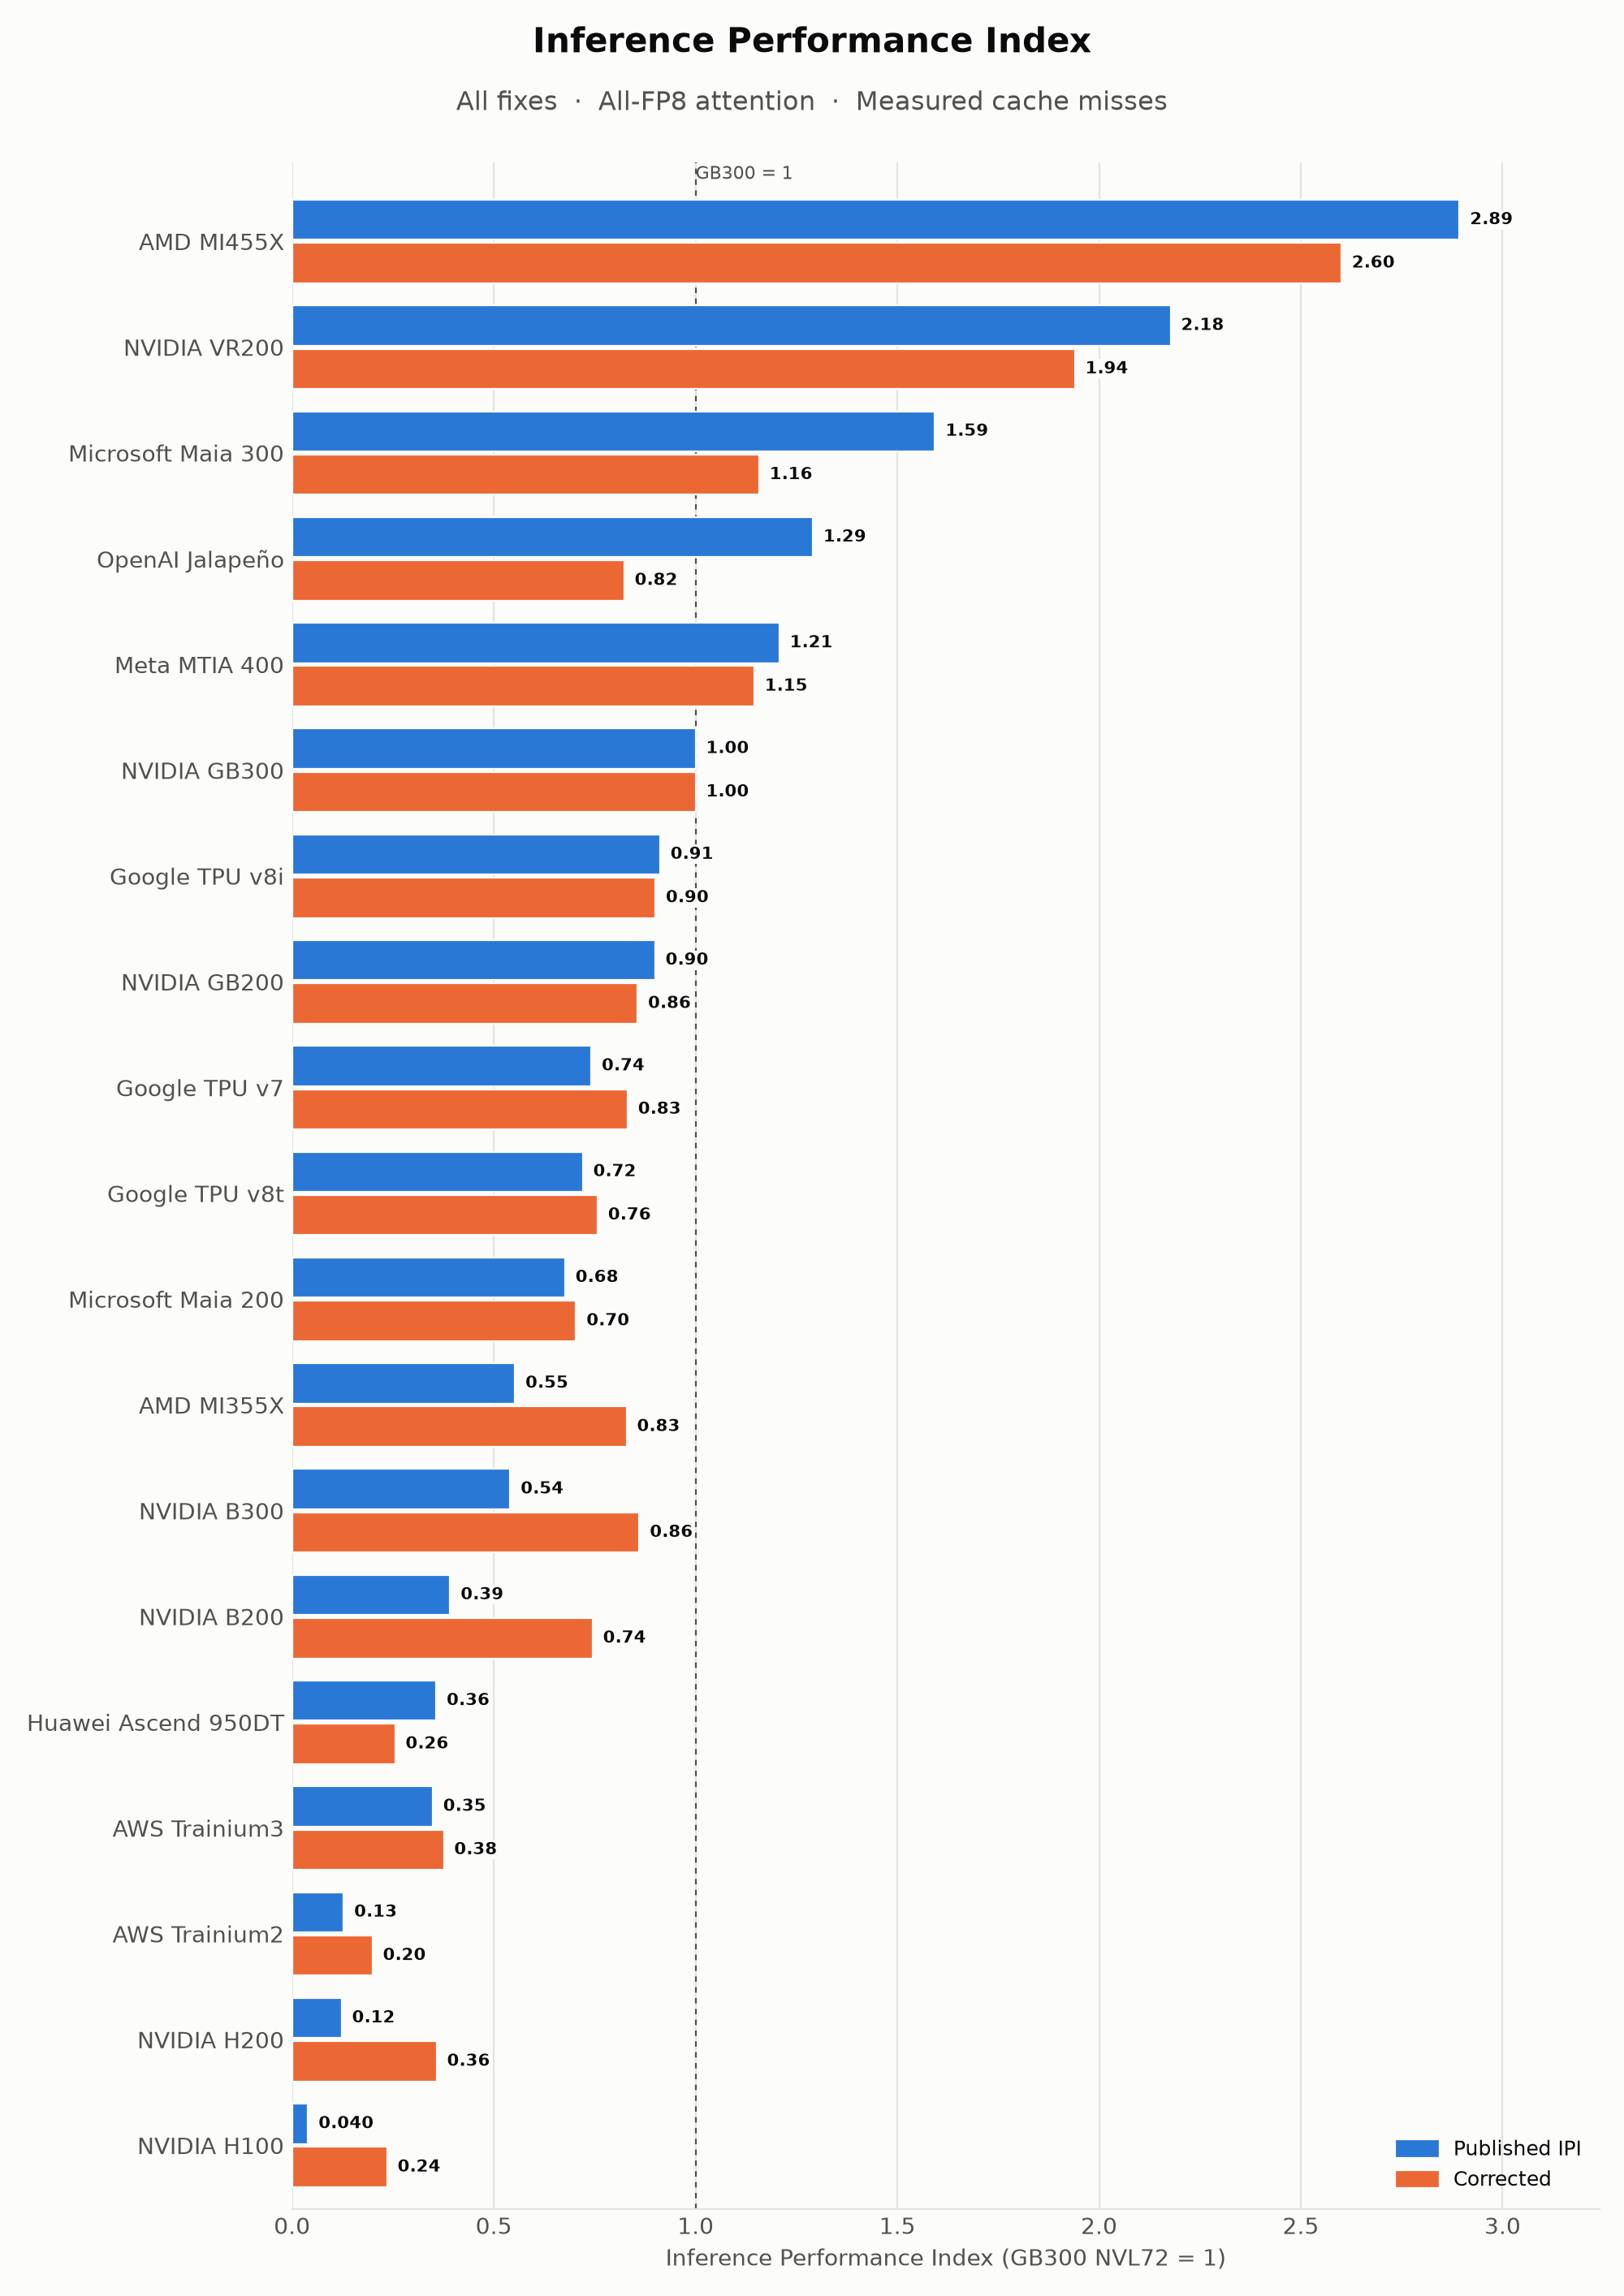 Inference Performance Index
All fixes · All-FP8 attention · Measured cache misses
GB300 = 1
AMD MI455X
2.89
2.60
NVIDIA VR200
2.18
1.94
Microsoft Maia 300
1.59
1.16
OpenAI Jalapeño
1.29
0.82
Meta MTIA 400
1.21
1.15
NVIDIA GB300
1.00
1.00
Google TPU v8i
0.91
0.90
NVIDIA GB200
0.90
0.86
Google TPU v7
0.74
0.83
Google TPU v8t
0.72
0.76
Microsoft Maia 200
0.68
0.70
AMD MI355X
0.55
0.83
NVIDIA B300
0.54
0.86
NVIDIA B200
0.39
0.74
Huawei Ascend 950DT
0.36
0.26
AWS Trainium3
0.35
0.38
AWS Trainium2
0.13
0.20
NVIDIA H200
0.12
0.36
NVIDIA H100
0.040
0.24
Published IPI
Corrected
0.0 0.5 1.0 1.5 2.0 2.5 3.0
Inference Performance Index (GB300 NVL72 = 1)